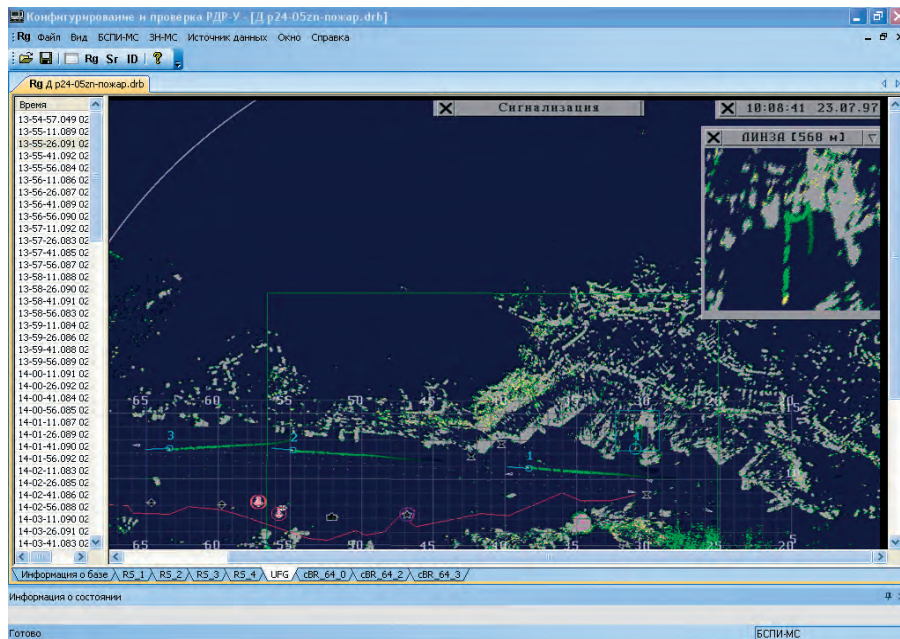 Конфигурирование и проверка РДР-У - [Д р24-05zn-пожар.drb]
Rg Файл Вид БСПИ-МС ЗН-МС Источник данных Окно Справка
Rg Sr ID ?
Rg Д р24-05zn-пожар.drb
Время
Сигнализация
10:08:41 23.07.97
ЛИНЗА [568 м]
13-54-57.049 02
13-55-11.089 02
13-55-26.091 02
13-55-41.092 02
13-55-56.084 02
13-56-11.086 02
13-56-26.087 02
13-56-41.089 02
13-56-56.090 02
13-57-11.092 02
13-57-26.083 02
13-57-41.085 02
13-57-56.087 02
13-58-11.088 02
13-58-26.090 02
13-58-41.091 02
13-58-56.083 02
13-59-11.084 02
13-59-26.086 02
13-59-41.088 02
13-59-56.089 02
14-00-11.091 02
14-00-26.092 02
14-00-41.084 02
14-00-56.085 02
14-01-11.087 02
14-01-26.089 02
14-01-41.090 02
14-01-56.092 02
14-02-11.083 02
14-02-26.085 02
14-02-41.086 02
14-02-56.088 02
14-03-11.090 02
14-03-26.091 02
14-03-41.083 02
65 60 55 50 45 40 35 30 25 20
15
3 2 1 4
10
65 60 55 50 45 30 25 20
Информация о базе RS_1 RS_2 RS_3 RS_4 UFG cBR_64_0 cBR_64_2 cBR_64_3
Информация о состоянии
Готово
БСПИ-МС